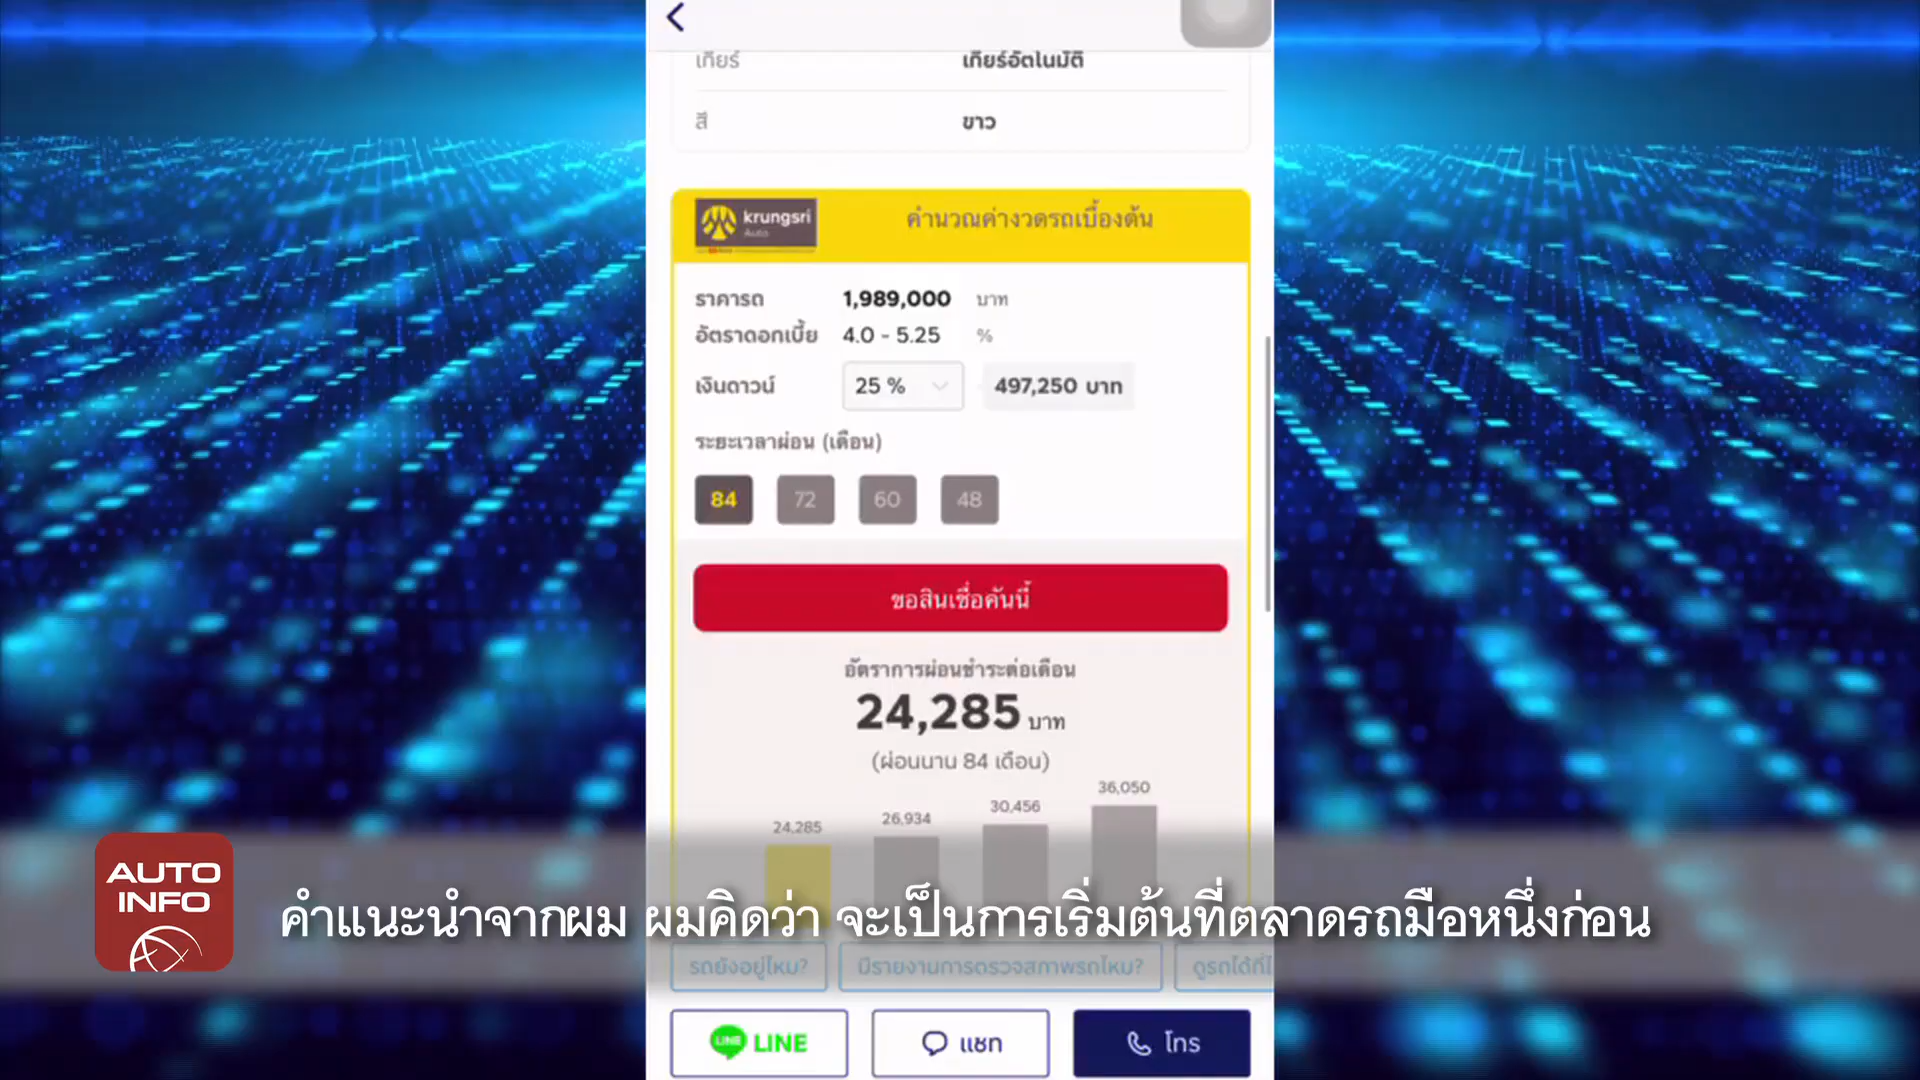 เกียร์ เกียร์อัตโนมัติ
สี ขาว
krungsri
Auto
คำนวณค่างวดรถเบื้องต้น
ราคารถ 1,989,000 บาท
อัตราดอกเบี้ย 4.0 - 5.25 %
เงินดาวน์ 25 % 497,250 บาท
ระยะเวลาผ่อน (เดือน)
84 72 60 48
ขอสินเชื่อคันนี้
อัตราการผ่อนชำระต่อเดือน
24,285 บาท
(ผ่อนนาน 84 เดือน)
24,285 26,934 30,456 36,050
AUTO
INFO
คำแนะนำจากผม ผมคิดว่า จะเป็นการเริ่มต้นที่ตลาดรถมือหนึ่งก่อน
รถยังอยู่ไหม? มีรายงานการตรวจสภาพรถไหม? ดูรถได้ที่ไ
LINE LINE แชท โทร